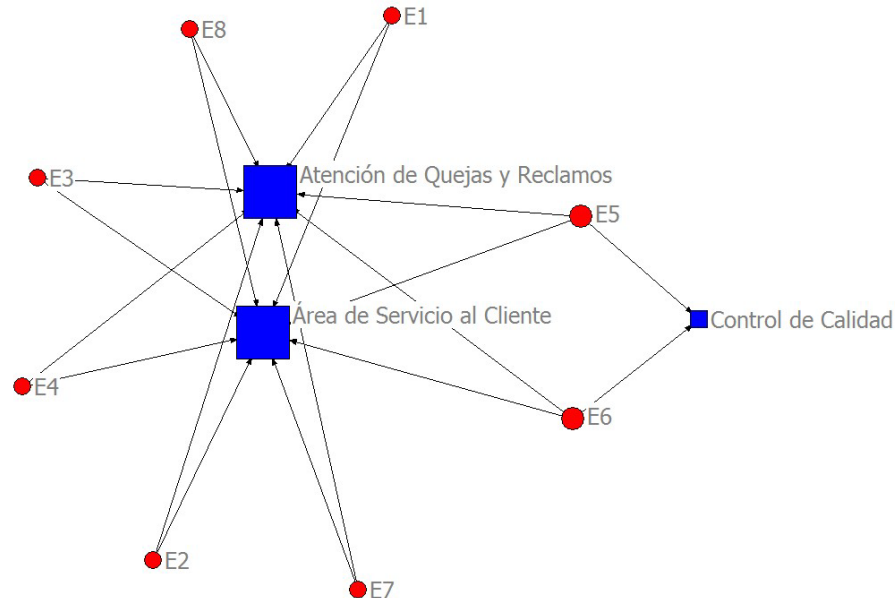 E1
E8
Atención de Quejas y Reclamos
E3
E5
Área de Servicio al Cliente
Control de Calidad
E4
E6
E2
E7